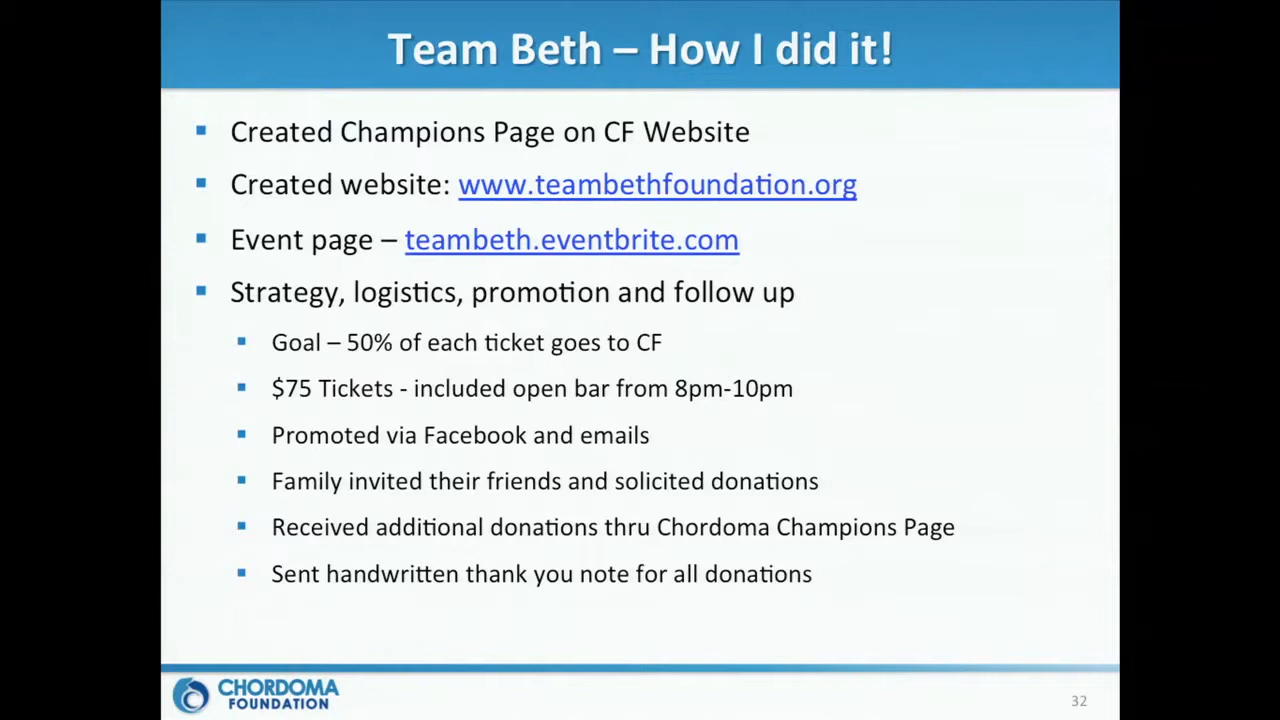 Team Beth – How I did it!
Created Champions Page on CF Website
Created website: www.teambethfoundation.org
Event page – teambeth.eventbrite.com
Strategy, logistics, promotion and follow up
Goal – 50% of each ticket goes to CF
$75 Tickets - included open bar from 8pm-10pm
Promoted via Facebook and emails
Family invited their friends and solicited donations
Received additional donations thru Chordoma Champions Page
Sent handwritten thank you note for all donations
CHORDOMA
FOUNDATION
32